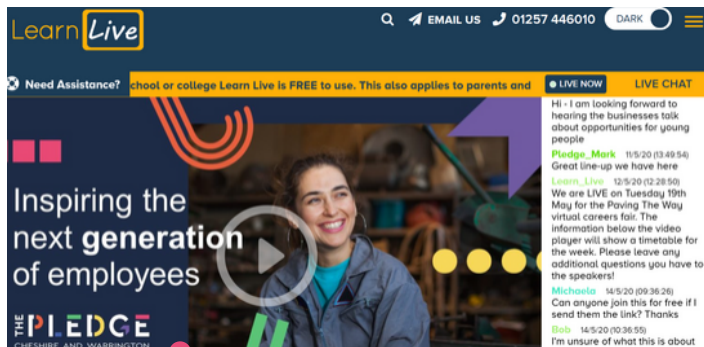 Learn Live
EMAIL US
01257 446010
DARK
Need Assistance?
chool or college Learn Live is FREE to use. This also applies to parents and
LIVE NOW
LIVE CHAT
Inspiring the
next generation
of employees
THE PLEDGE
CHESHIRE AND WARRINGTON
Hi - I am looking forward to
hearing the businesses talk
about opportunities for young
people
Pledge_Mark 11/5/20 (13:49:54)
Great line-up we have here
Learn_Live 12/5/20 (12:28:50)
We are LIVE on Tuesday 19th
May for the Paving The Way
virtual careers fair. The
information below the video
player will show a timetable for
the week. Please leave any
additional questions you have to
the speakers!
Michaela 14/5/20 (09:36:26)
Can anyone join this for free if I
send them the link? Thanks
Bob 14/5/20 (10:36:55)
I'm unsure of what this is about